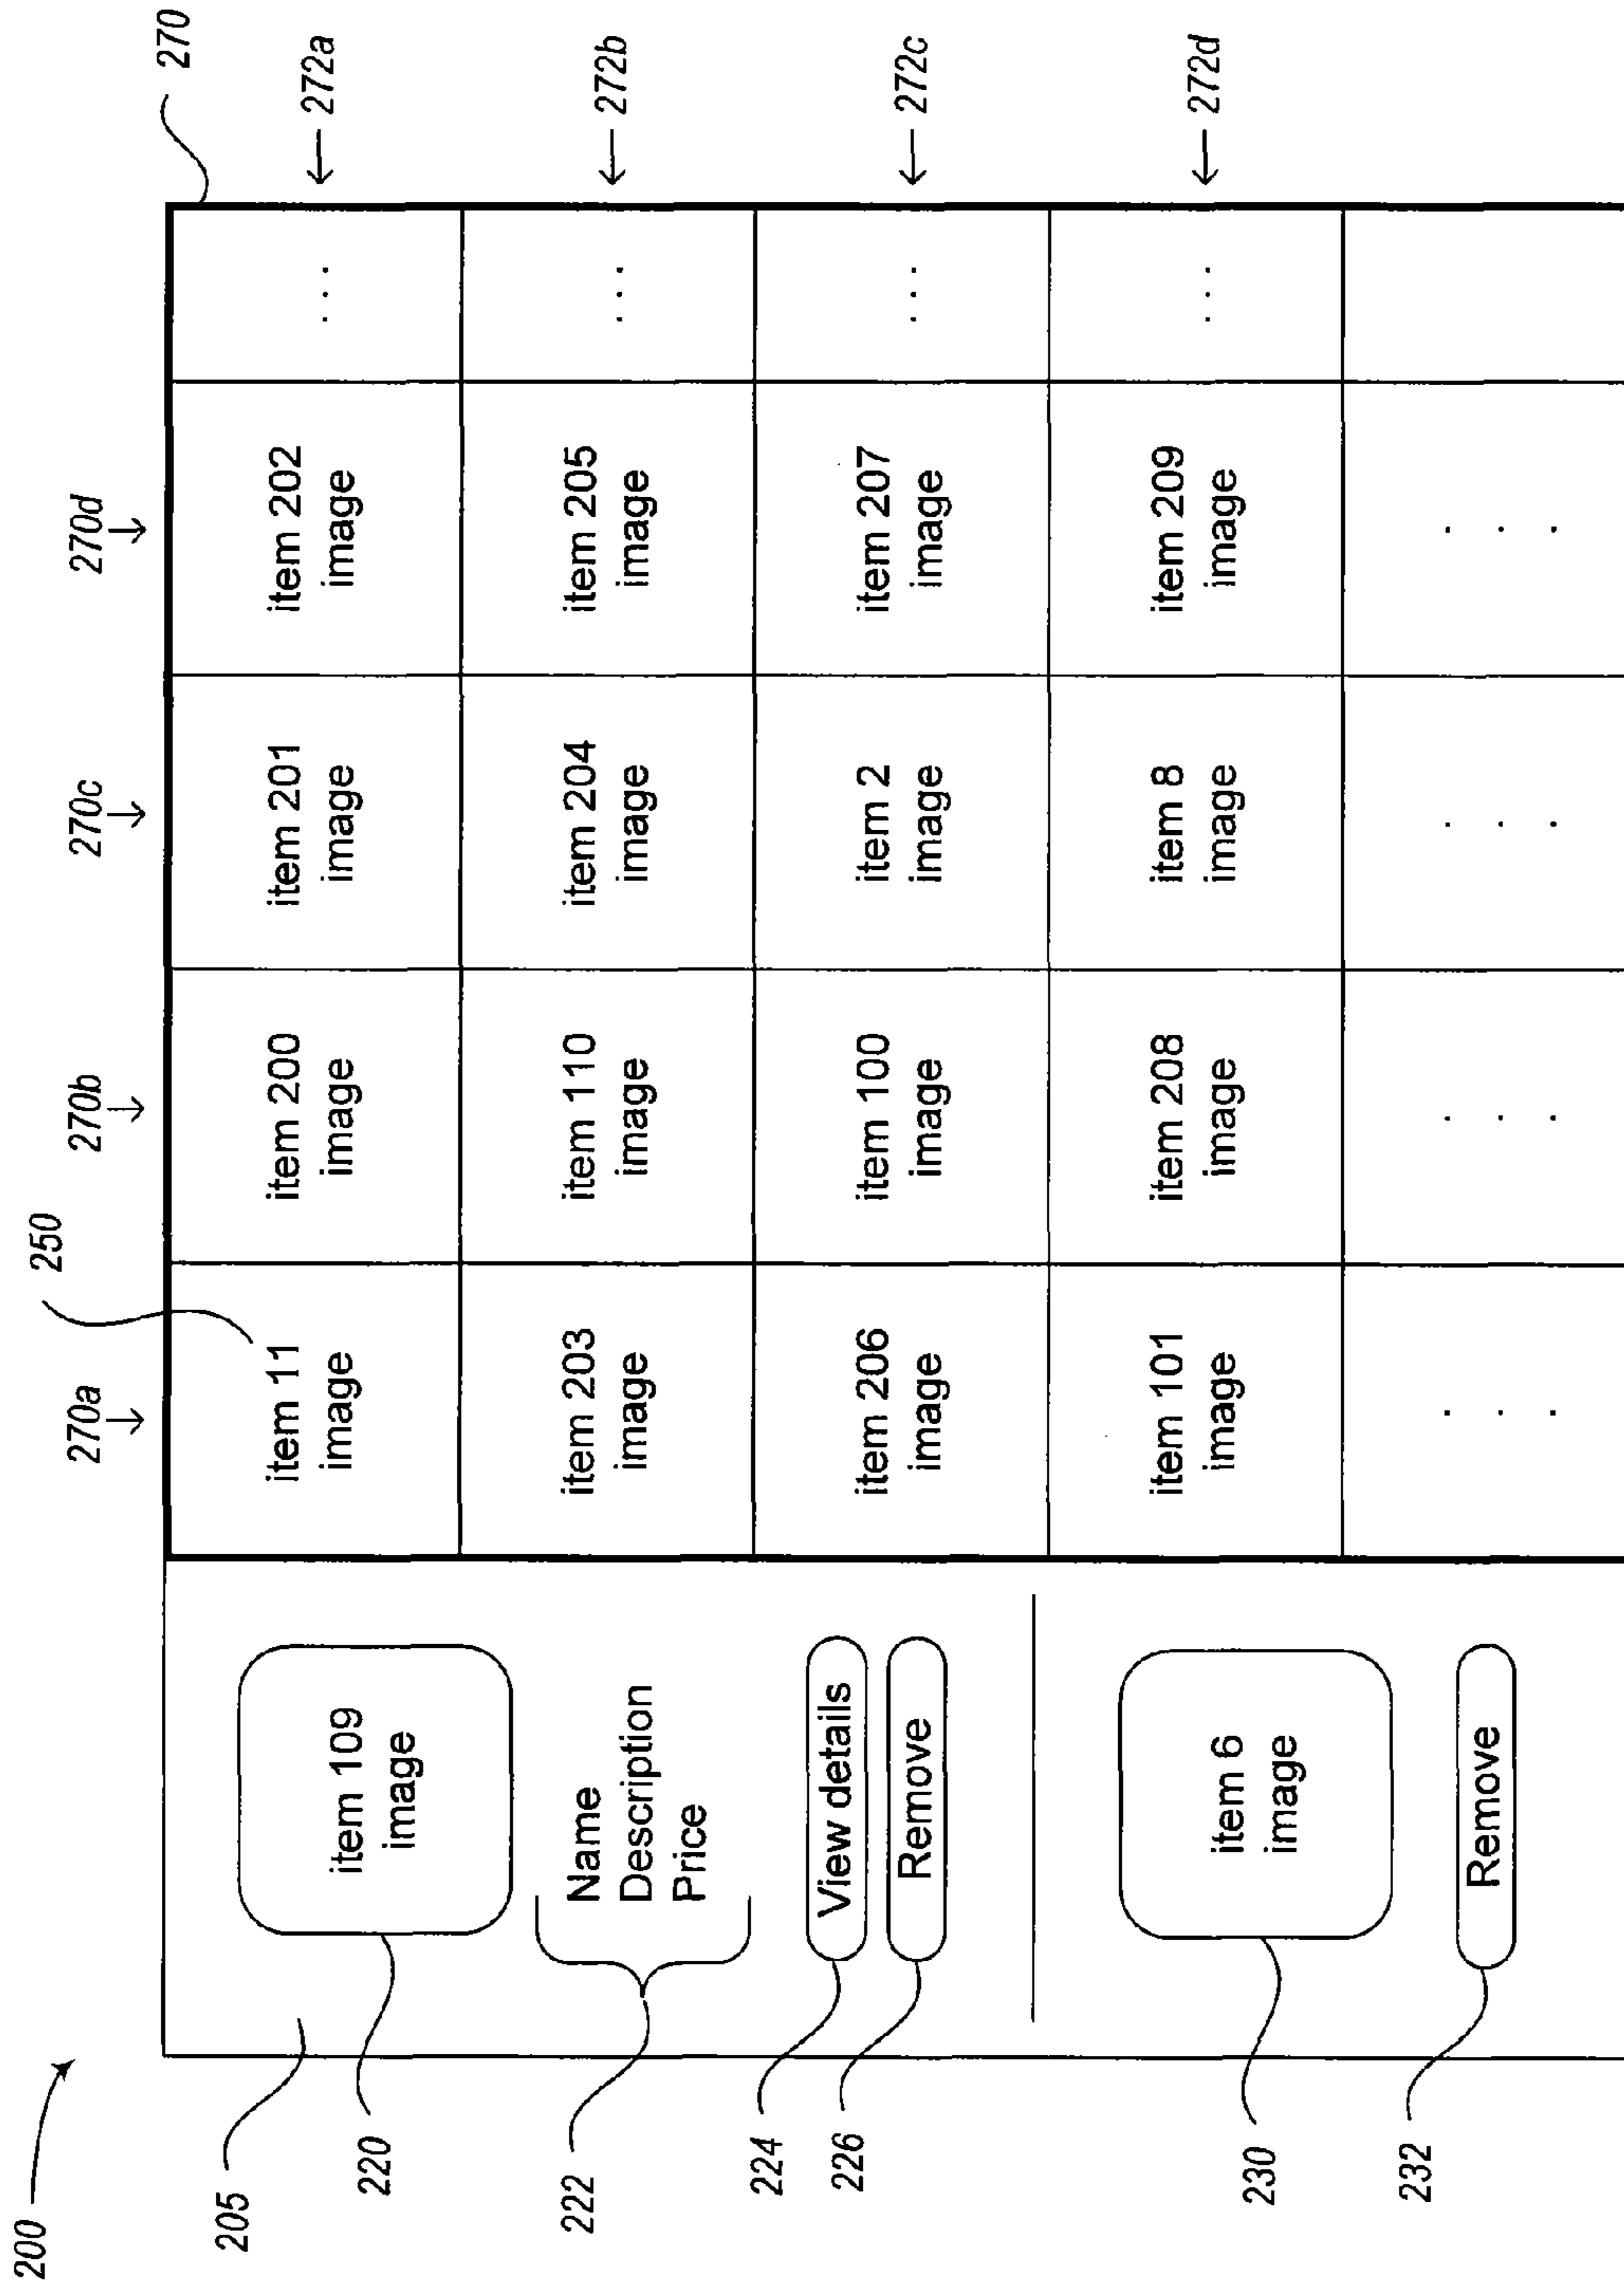 200
250
270
270a
270b
270c
270d
205
item 109
image
220
Name
Description
Price
222
View details
224
Remove
226
item 6
image
230
Remove
232
item 11
image
item 200
image
item 201
image
item 202
image
. . .
272a
item 203
image
item 110
image
item 204
image
item 205
image
. . .
272b
item 206
image
item 100
image
item 2
image
item 207
image
. . .
272c
item 101
image
item 208
image
item 8
image
item 209
image
. . .
272d
. . .
. . .
. . .
. . .